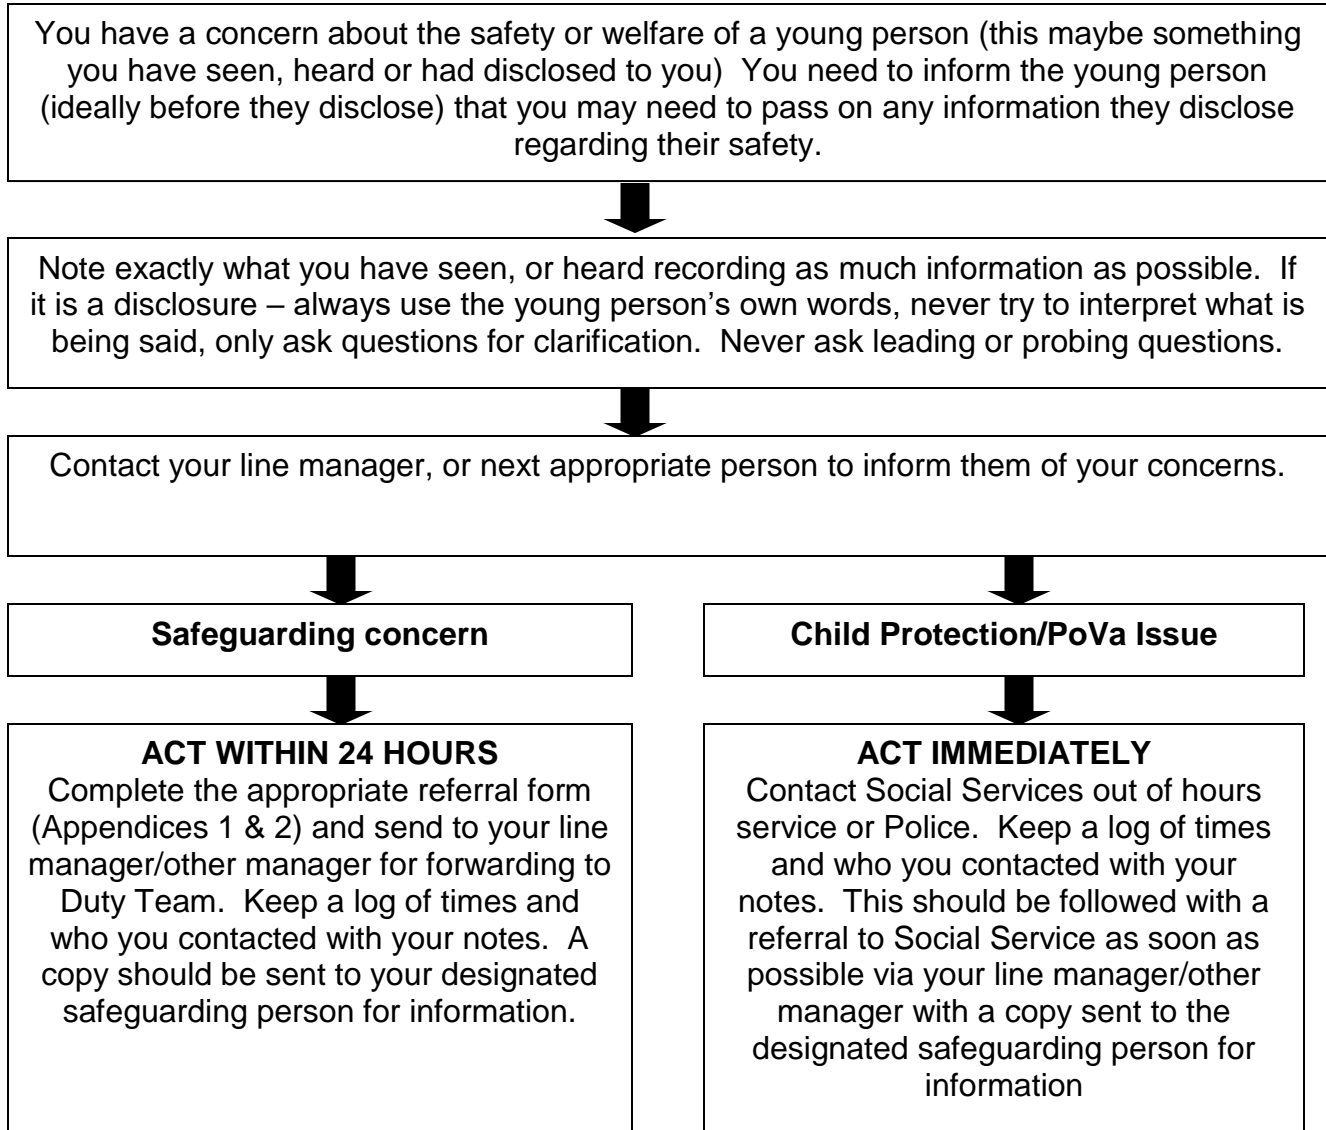 You have a concern about the safety or welfare of a young person (this maybe something
you have seen, heard or had disclosed to you)  You need to inform the young person
(ideally before they disclose) that you may need to pass on any information they disclose
regarding their safety.
Note exactly what you have seen, or heard recording as much information as possible.  If
it is a disclosure – always use the young person’s own words, never try to interpret what is
being said, only ask questions for clarification.  Never ask leading or probing questions.
Contact your line manager, or next appropriate person to inform them of your concerns.
Safeguarding concern
ACT WITHIN 24 HOURS
Complete the appropriate referral form
(Appendices 1 & 2) and send to your line
manager/other manager for forwarding to
Duty Team.  Keep a log of times and
who you contacted with your notes.  A
copy should be sent to your designated
safeguarding person for information.
Child Protection/PoVa Issue
ACT IMMEDIATELY
Contact Social Services out of hours
service or Police.  Keep a log of times
and who you contacted with your
notes.  This should be followed with a
referral to Social Service as soon as
possible via your line manager/other
manager with a copy sent to the
designated safeguarding person for
information